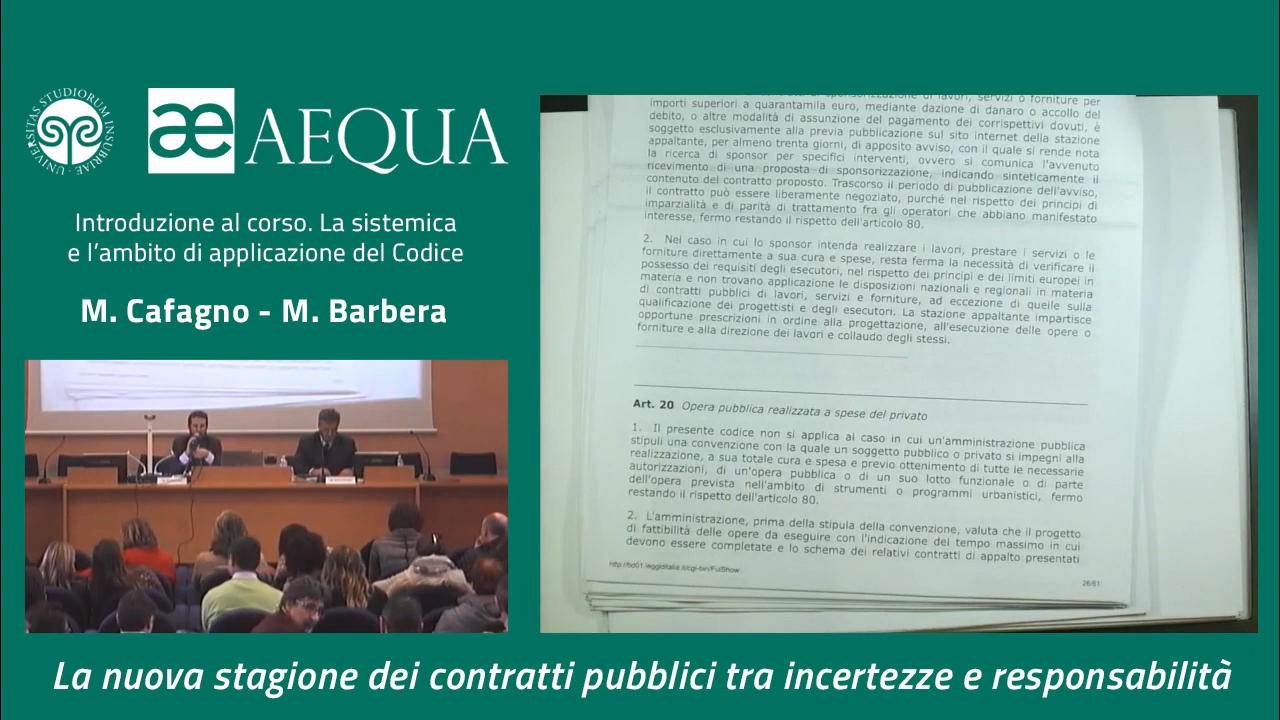 UNIVERSITAS STUDIORUM INSUBRIAE
æ AEQUA
Introduzione al corso. La sistemica
e l'ambito di applicazione del Codice
M. Cafagno - M. Barbera
di sponsorizzazione di lavori, servizi o forniture per
importi superiori a quarantamila euro, mediante dazione di danaro o accollo del
debito, o altre modalità di assunzione del pagamento dei corrispettivi dovuti, è
soggetto esclusivamente alla previa pubblicazione sul sito internet della stazione
appaltante, per almeno trenta giorni, di apposito avviso, con il quale si rende nota
la ricerca di sponsor per specifici interventi, ovvero si comunica l'avvenuto
ricevimento di una proposta di sponsorizzazione, indicando sinteticamente il
contenuto del contratto proposto. Trascorso il periodo di pubblicazione dell'avviso,
il contratto può essere liberamente negoziato, purché nel rispetto dei principi di
imparzialità e di parità di trattamento fra gli operatori che abbiano manifestato
interesse, fermo restando il rispetto dell'articolo 80.
2. Nel caso in cui lo sponsor intenda realizzare i lavori, prestare i servizi o le
forniture direttamente a sua cura e spese, resta ferma la necessità di verificare il
possesso dei requisiti degli esecutori, nel rispetto dei principi e dei limiti europei in
materia e non trovano applicazione le disposizioni nazionali e regionali in materia
di contratti pubblici di lavori, servizi e forniture, ad eccezione di quelle sulla
qualificazione dei progettisti e degli esecutori. La stazione appaltante impartisce
opportune prescrizioni in ordine alla progettazione, all'esecuzione delle opere o
forniture e alla direzione dei lavori e collaudo degli stessi.
Art. 20 Opera pubblica realizzata a spese del privato
1. Il presente codice non si applica al caso in cui un'amministrazione pubblica
stipuli una convenzione con la quale un soggetto pubblico o privato si impegni alla
realizzazione, a sua totale cura e spesa e previo ottenimento di tutte le necessarie
autorizzazioni, di un'opera pubblica o di un suo lotto funzionale o di parte
dell'opera prevista nell'ambito di strumenti o programmi urbanistici, fermo
restando il rispetto dell'articolo 80.
2. L'amministrazione, prima della stipula della convenzione, valuta che il progetto
di fattibilità delle opere da eseguire con l'indicazione del tempo massimo in cui
devono essere completate e lo schema dei relativi contratti di appalto presentati
http://bd01.leggiditalia.it/cgi-bin/FulShow
26/61
La nuova stagione dei contratti pubblici tra incertezze e responsabilità